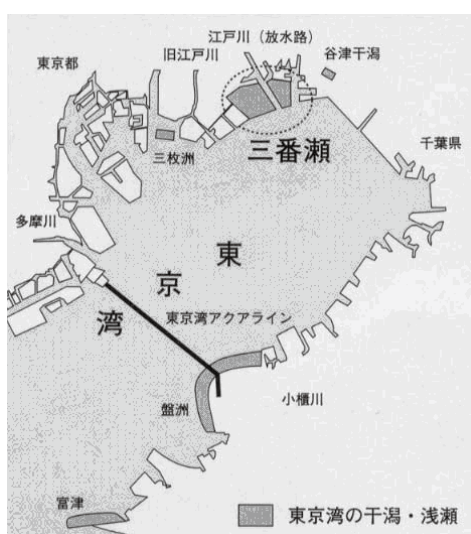 江戸川（放水路）
旧江戸川
谷津干潟
東京都
三枚洲
三番瀬
千葉県
多摩川
東
京
湾
東京湾アクアライン
盤洲
小櫃川
富津
東京湾の干潟・浅瀬